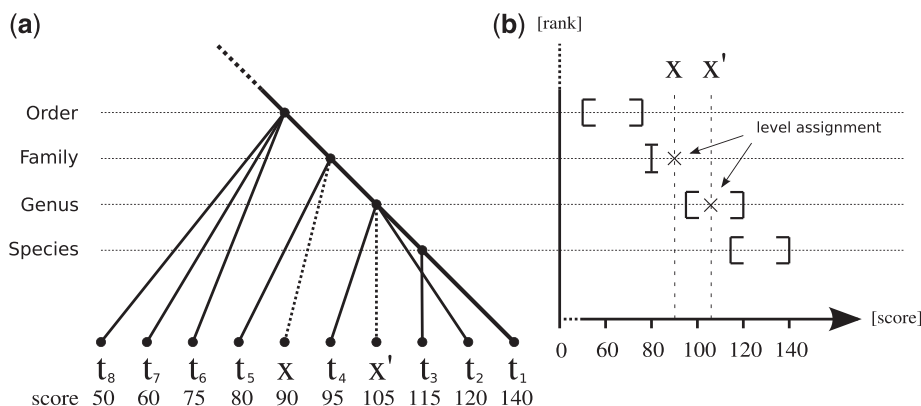 (a)
Order
Family
Genus
Species
t8 t7 t6 t5 x t4 x' t3 t2 t1
score 50 60 75 80 90 95 105 115 120 140
(b)
[rank]
x x'
level assignment
[score]
0 60 80 100 120 140